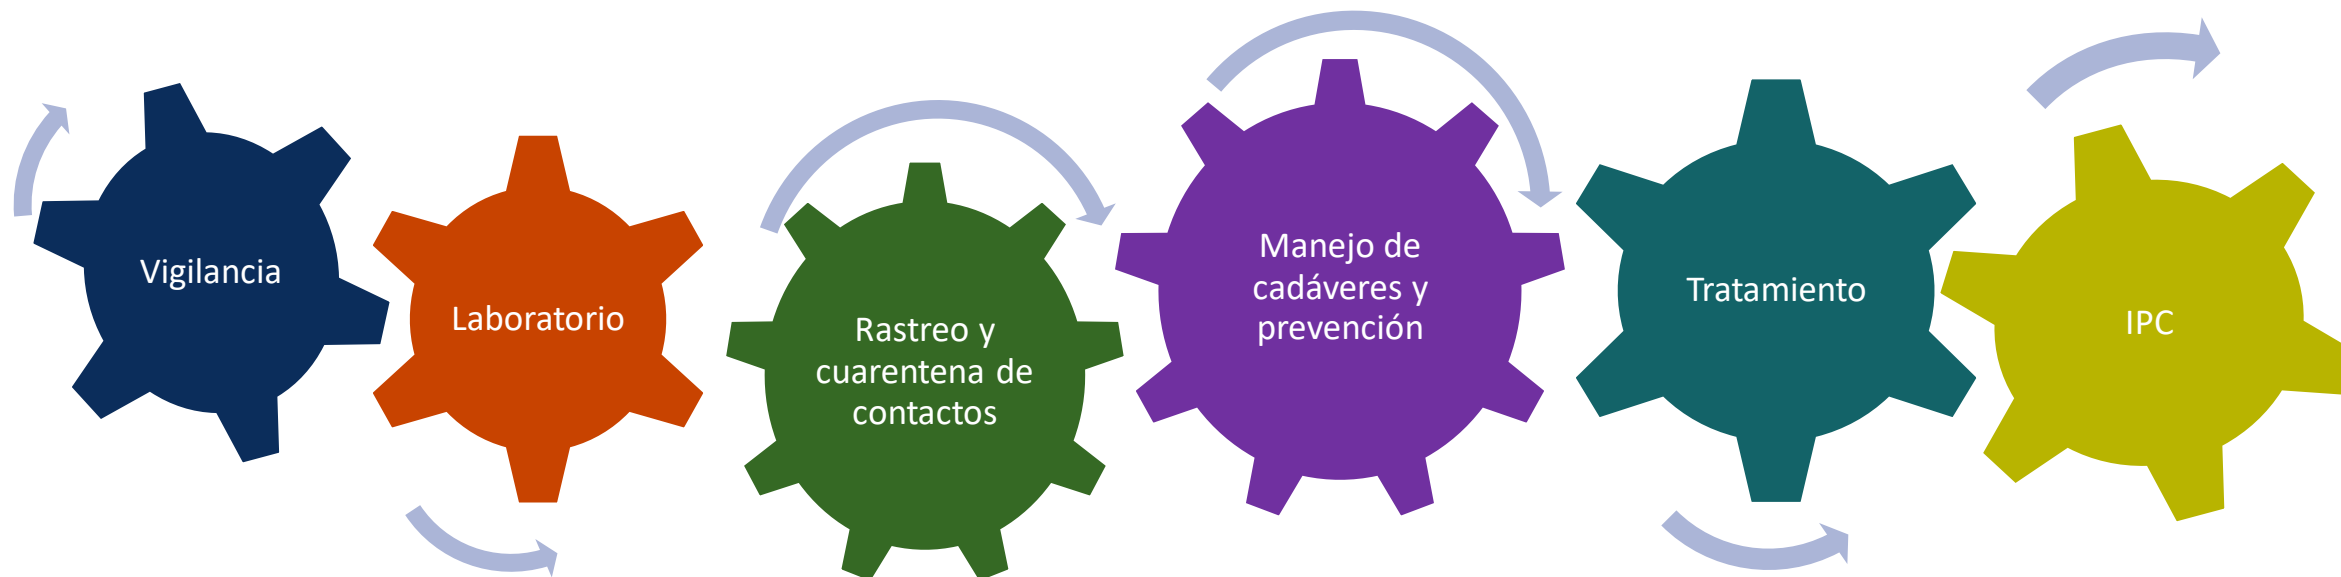 Vigilancia
Laboratorio
Rastreo y
cuarentena de
contactos
Manejo de
cadáveres y
prevención
Tratamiento
IPC